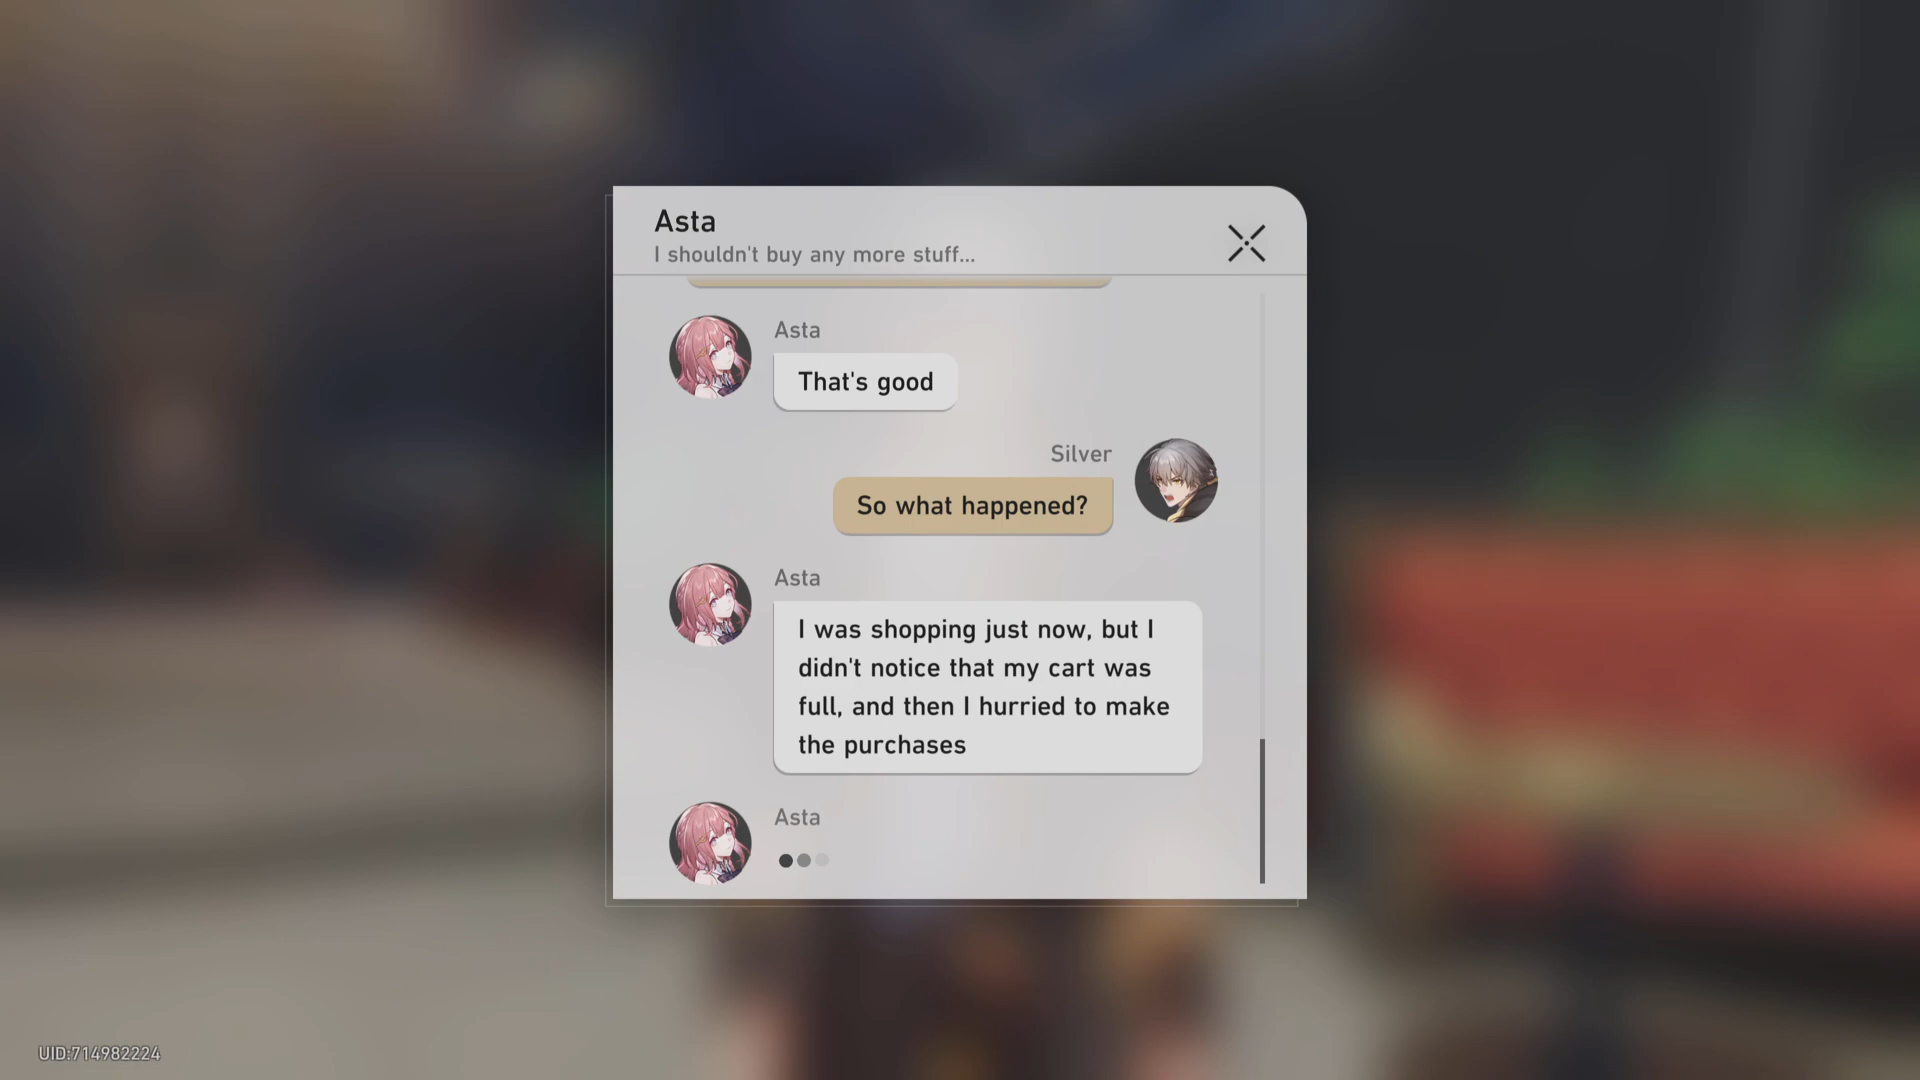 Asta
I shouldn't buy any more stuff...
Asta
That's good
Silver
So what happened?
Asta
I was shopping just now, but I
didn't notice that my cart was
full, and then I hurried to make
the purchases
Asta
UID:714982224